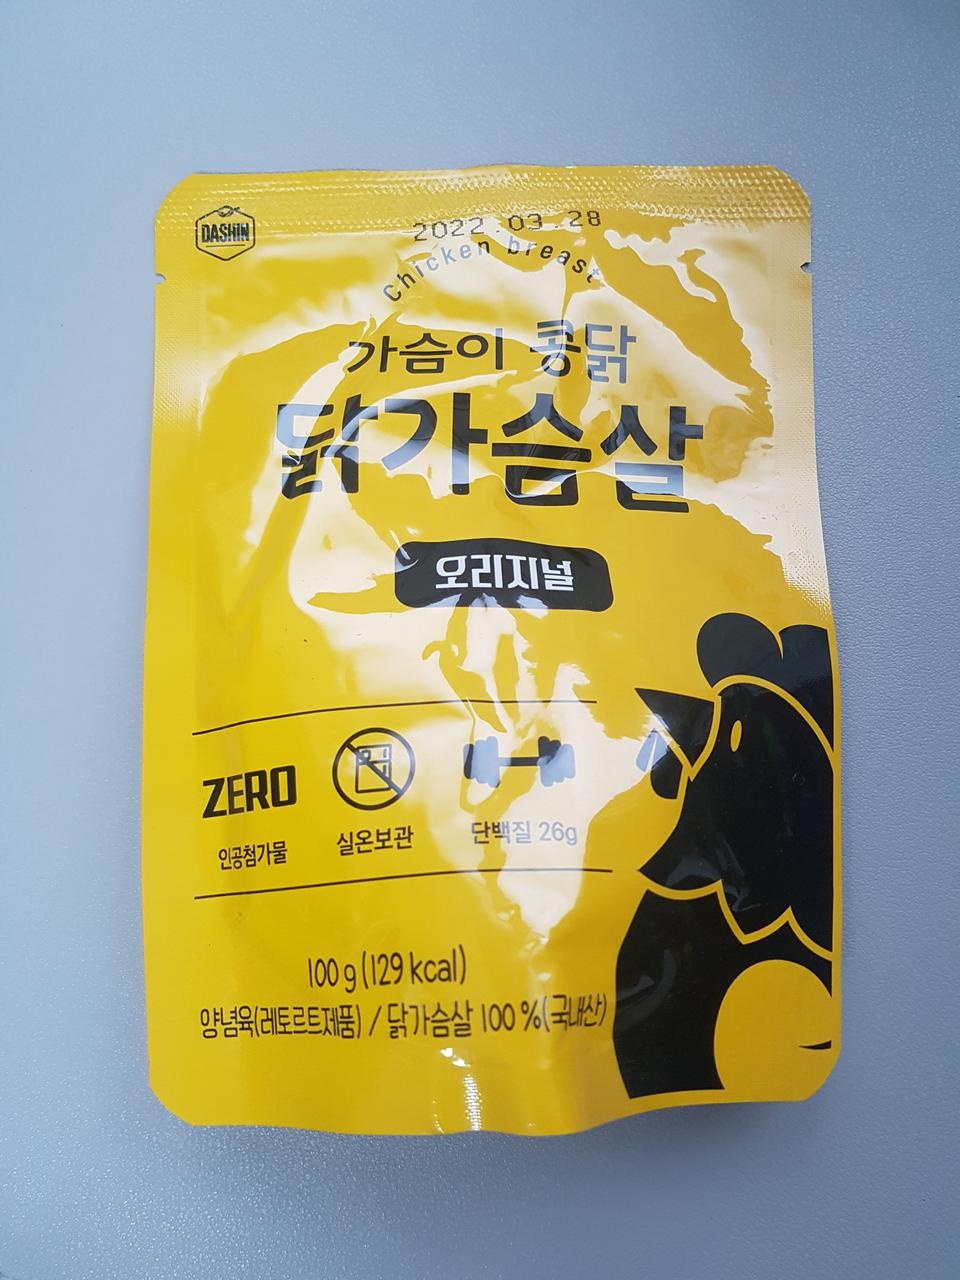 DASHIN
2022.03.28
Chicken breast
가슴이 콩닭
닭가슴살
오리지널
ZERO
인공첨가물
실온보관
단백질 26g
100 g (129 kcal)
양념육(레토르트제품) / 닭가슴살 100 %(국내산)